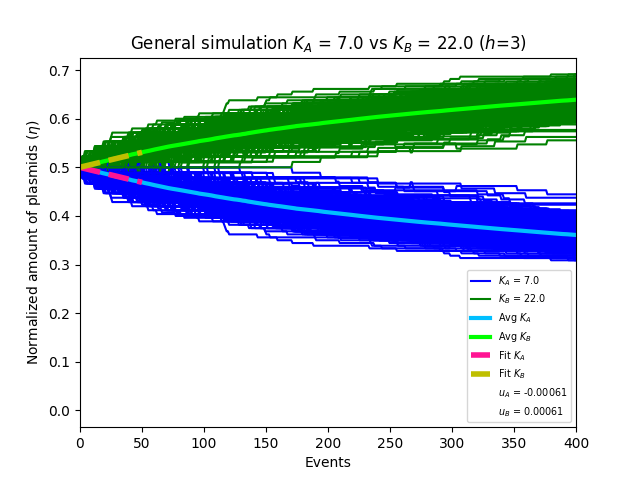 General simulation K_A = 7.0 vs K_B = 22.0 (h=3)
Normalized amount of plasmids (η)
0.7
0.6
0.5
0.4
0.3
0.2
0.1
0.0
K_A = 7.0
K_B = 22.0
Avg K_A
Avg K_B
Fit K_A
Fit K_B
u_A = -0.00061
u_B = 0.00061
0 50 100 150 200 250 300 350 400
Events